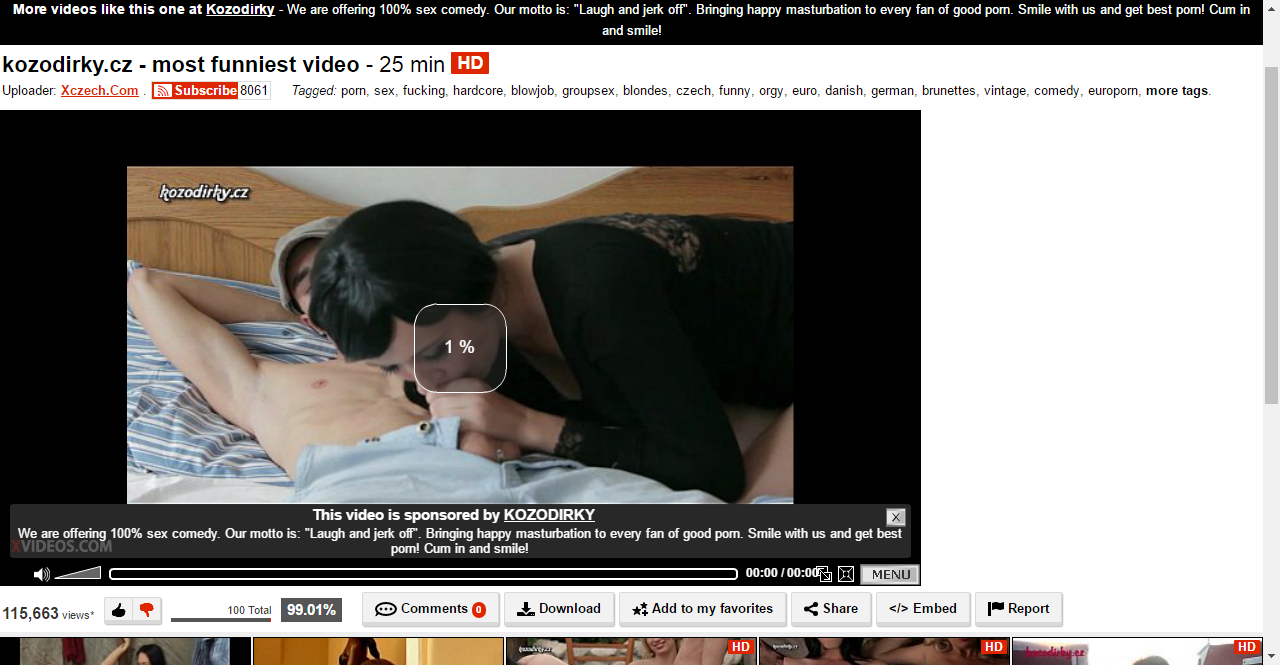 More videos like this one at Kozodirky - We are offering 100% sex comedy. Our motto is: "Laugh and jerk off". Bringing happy masturbation to every fan of good porn. Smile with us and get best porn! Cum in
and smile!
kozodirky.cz - most funniest video - 25 min HD
Uploader: Xczech.Com . Subscribe 8061 Tagged: porn, sex, fucking, hardcore, blowjob, groupsex, blondes, czech, funny, orgy, euro, danish, german, brunettes, vintage, comedy, europorn, more tags.
kozodirky.cz
1 %
This video is sponsored by KOZODIRKY X
We are offering 100% sex comedy. Our motto is: "Laugh and jerk off". Bringing happy masturbation to every fan of good porn. Smile with us and get best
porn! Cum in and smile!
XVIDEOS.COM
00:00 / 00:00 MENU
115,663 views* 100 Total 99.01% Comments 0 Download Add to my favorites Share </> Embed Report
HD HD HD
kozodirky.cz